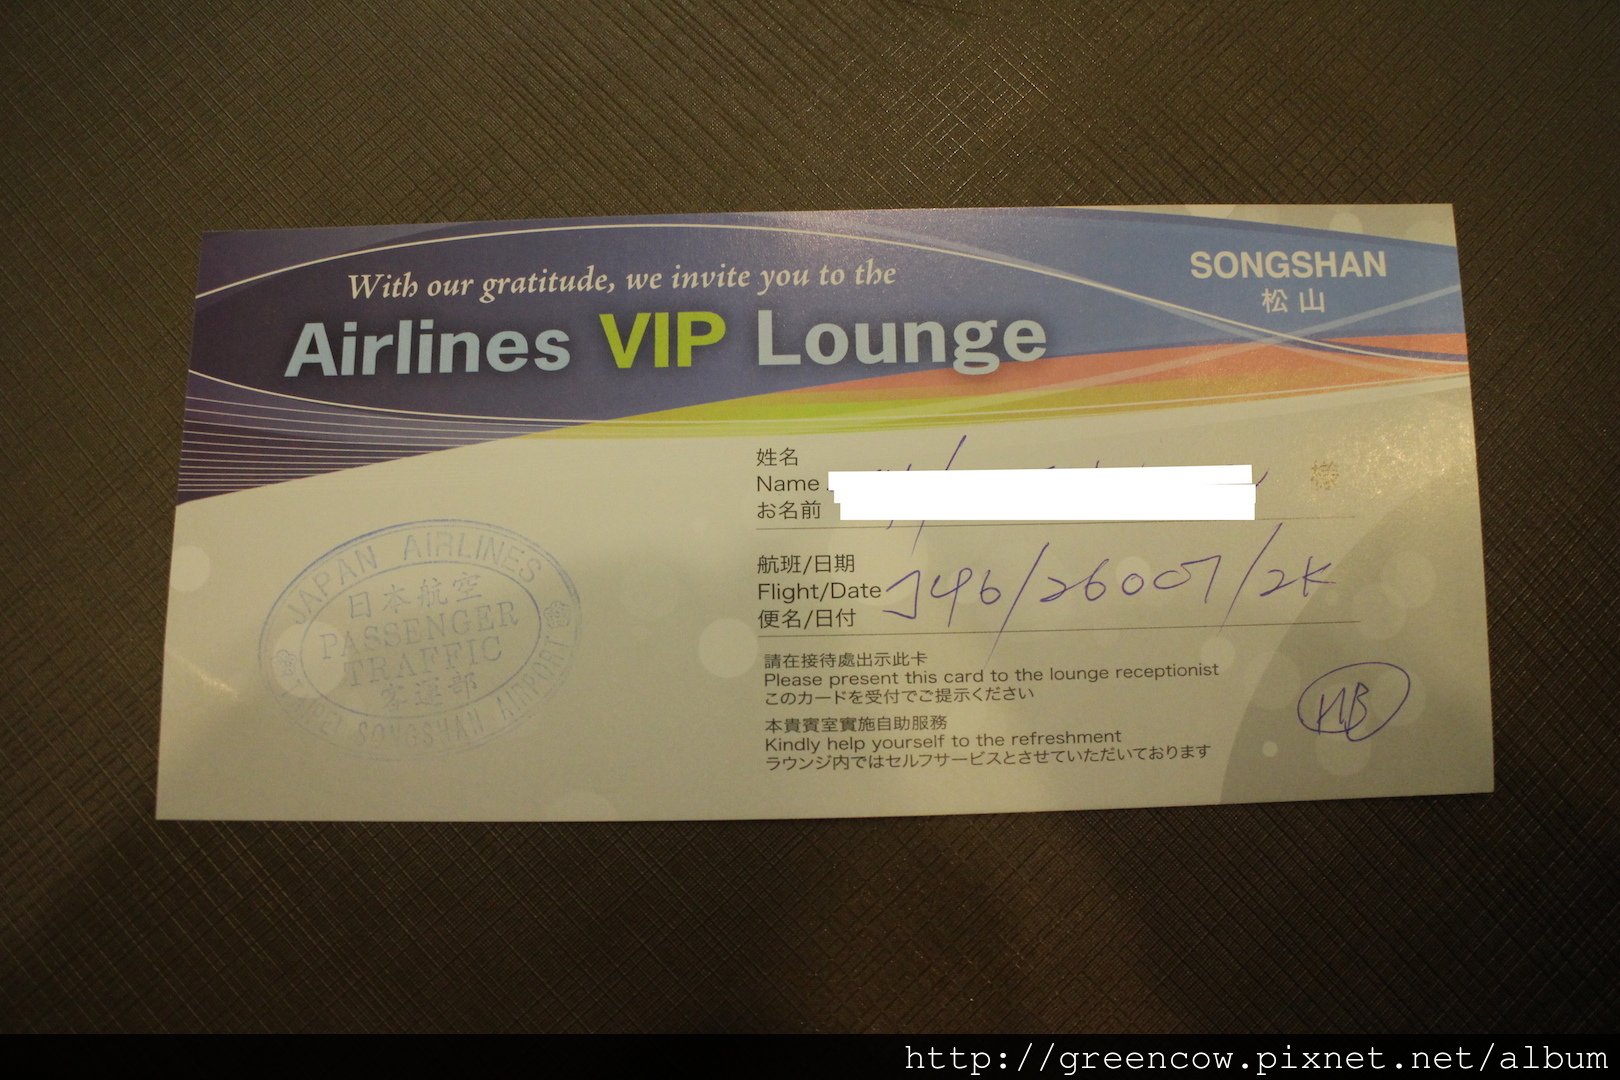 With our gratitude, we invite you to the
Airlines VIP Lounge
SONGSHAN
松山
姓名
Name
お名前
様
航班/日期
Flight/Date
便名/日付
J96/26OCT/2K
請在接待處出示此卡
Please present this card to the lounge receptionist
このカードを受付でご提示ください
本貴賓室實施自助服務
Kindly help yourself to the refreshment
ラウンジ内ではセルフサービスとさせていただいております
JAPAN AIRLINES
日本航空
PASSENGER
TRAFFIC
客運部
TAIPEI SONGSHAN AIRPORT
http://greencow.pixnet.net/album